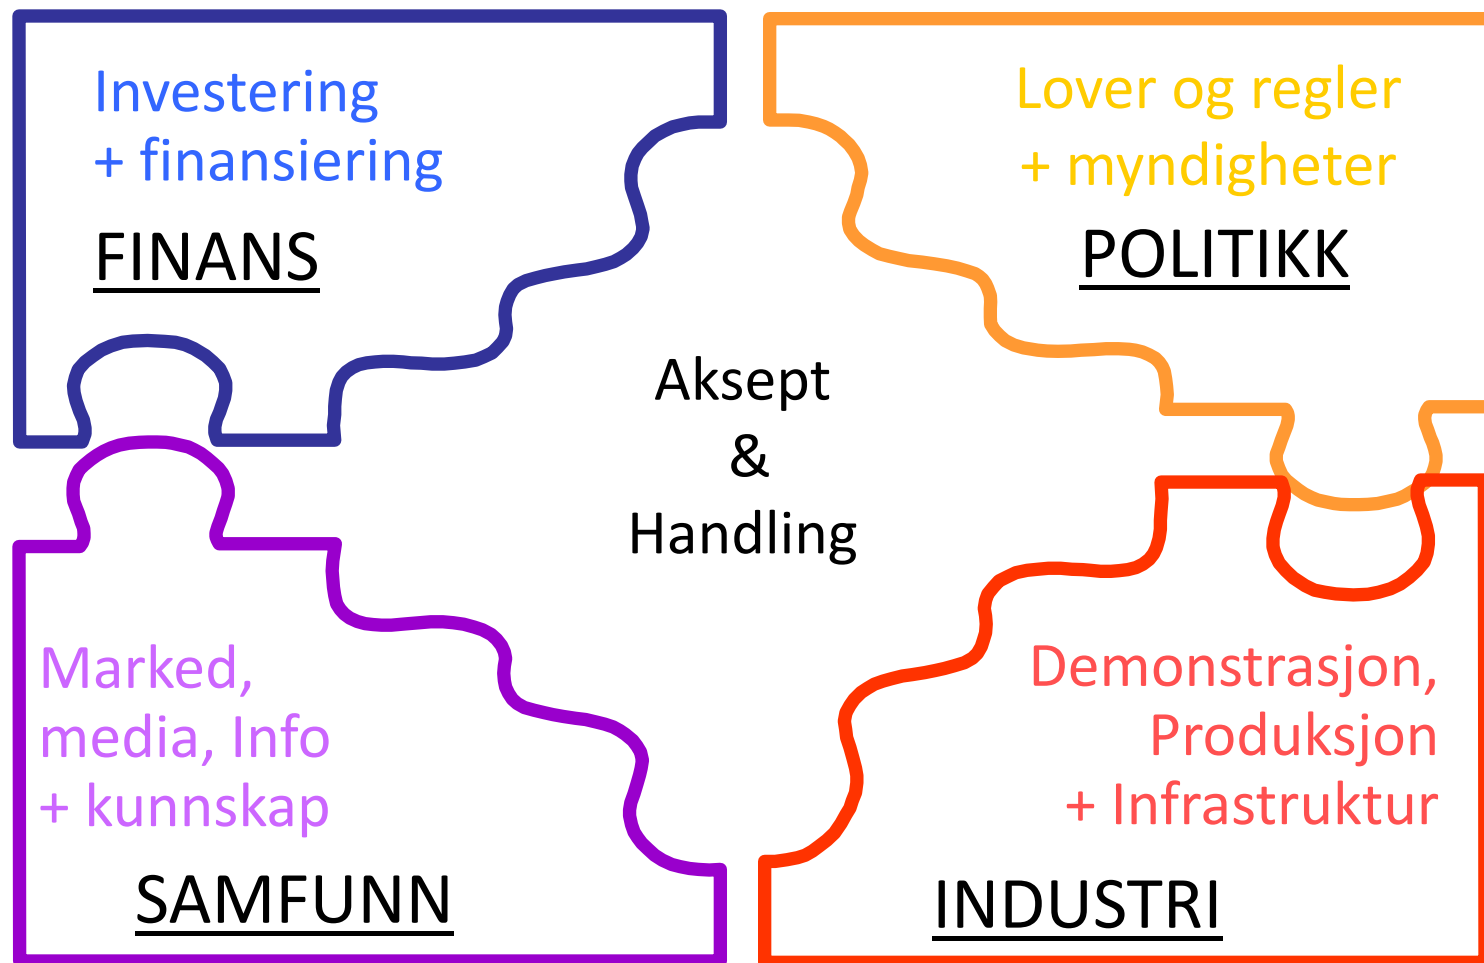 Investering
+ finansiering
FINANS
Lover og regler
+ myndigheter
POLITIKK
Aksept
&
Handling
Marked,
media, Info
+ kunnskap
SAMFUNN
Demonstrasjon,
Produksjon
+ Infrastruktur
INDUSTRI